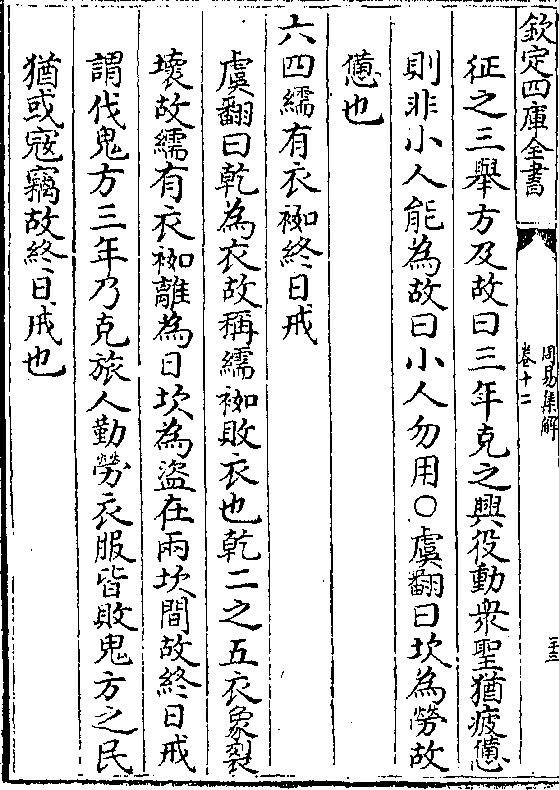 欽定四庫全書
周易集解
卷十二
三十三
征之三舉方及故曰三年克之興役動衆聖猶疲憊
則非小人能為故曰小人勿用○虞翻曰坎為勞故
憊也
六四繻有衣袽終日戒
虞翻曰乾為衣故稱繻袽敗衣也乾二之五衣象裂
壊故繻有衣袽離為日坎為盜在兩坎間故終日戒
謂伐鬼方三年乃克旅人勤勞衣服皆敗鬼方之民
猶或寇竊故終日戒也